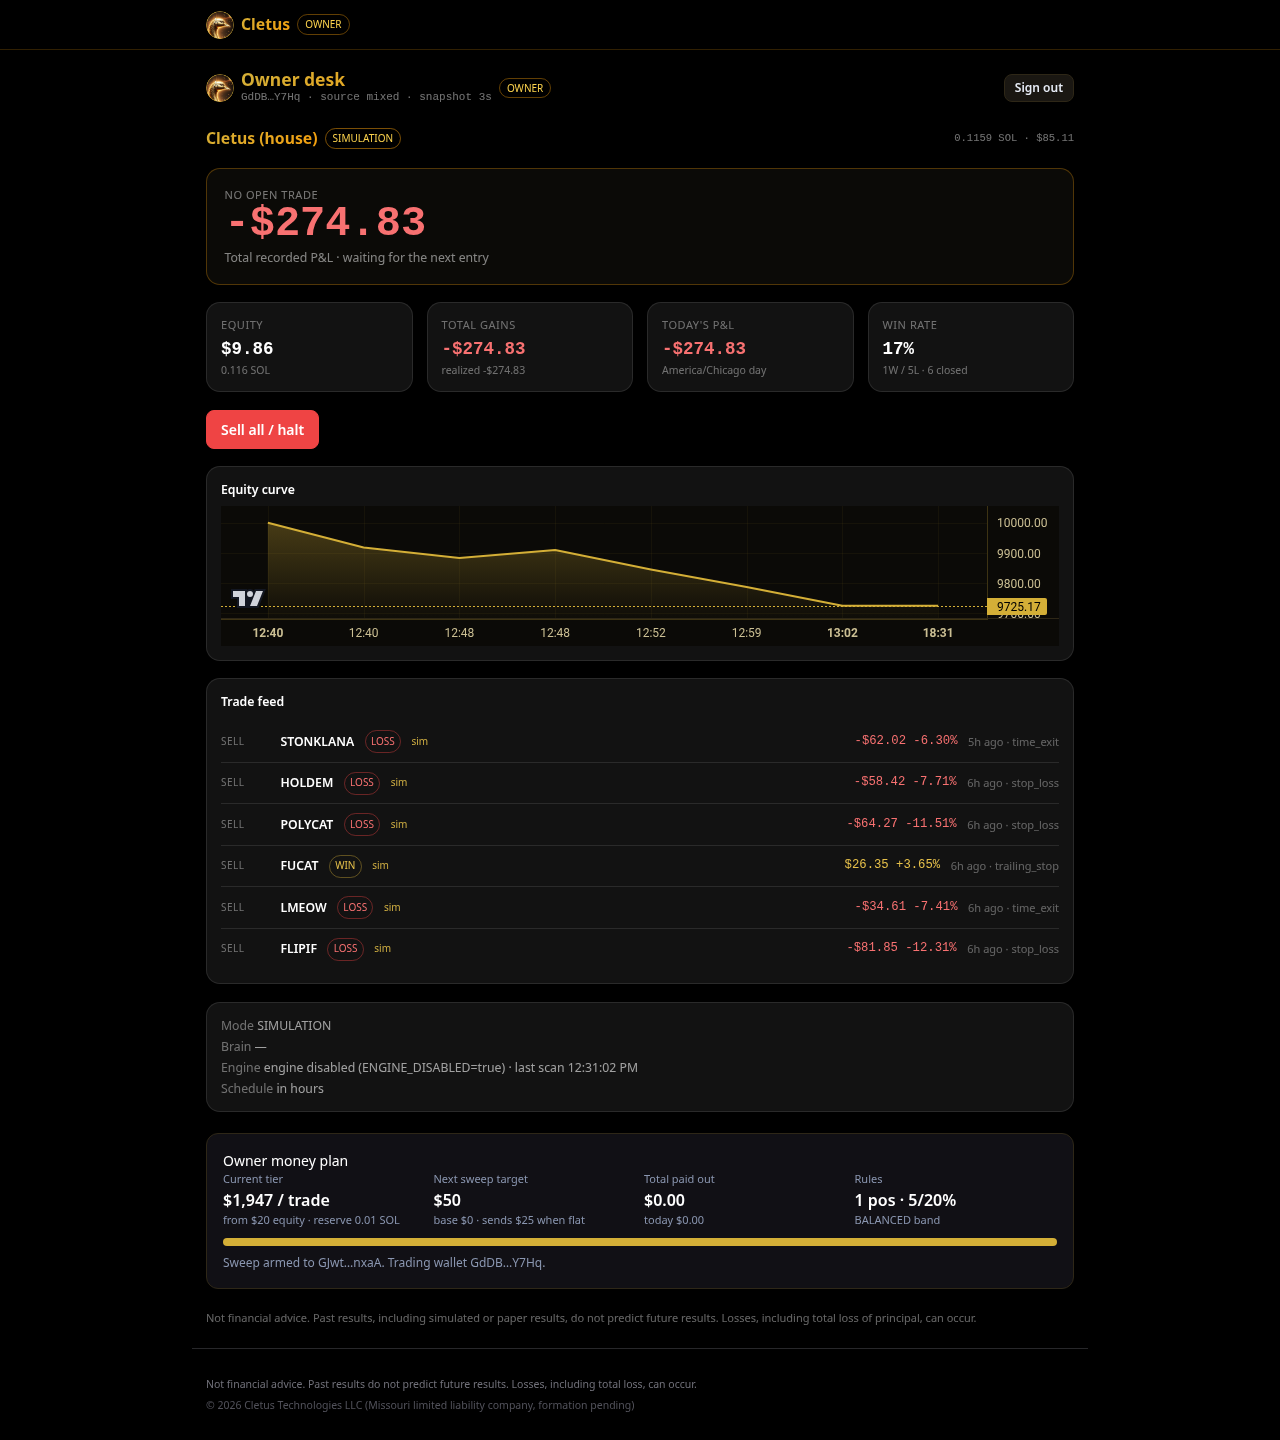 Cletus OWNER
Owner desk
GdDB…Y7Hq · source mixed · snapshot 3s
OWNER
Sign out
Cletus (house) SIMULATION
0.1159 SOL · $85.11
NO OPEN TRADE
-$274.83
Total recorded P&L · waiting for the next entry
EQUITY
$9.86
0.116 SOL
TOTAL GAINS
-$274.83
realized -$274.83
TODAY'S P&L
-$274.83
America/Chicago day
WIN RATE
17%
1W / 5L · 6 closed
Sell all / halt
Equity curve
10000.00
9900.00
9800.00
9725.17
9700.00
12:40 12:40 12:48 12:48 12:52 12:59 13:02 18:31
Trade feed
SELL STONKLANA LOSS sim -$62.02 -6.30% 5h ago · time_exit
SELL HOLDEM LOSS sim -$58.42 -7.71% 6h ago · stop_loss
SELL POLYCAT LOSS sim -$64.27 -11.51% 6h ago · stop_loss
SELL FUCAT WIN sim $26.35 +3.65% 6h ago · trailing_stop
SELL LMEOW LOSS sim -$34.61 -7.41% 6h ago · time_exit
SELL FLIPIF LOSS sim -$81.85 -12.31% 6h ago · stop_loss
Mode SIMULATION
Brain —
Engine engine disabled (ENGINE_DISABLED=true) · last scan 12:31:02 PM
Schedule in hours
Owner money plan
Current tier
$1,947 / trade
from $20 equity · reserve 0.01 SOL
Next sweep target
$50
base $0 · sends $25 when flat
Total paid out
$0.00
today $0.00
Rules
1 pos · 5/20%
BALANCED band
Sweep armed to GJwt…nxaA. Trading wallet GdDB…Y7Hq.
Not financial advice. Past results, including simulated or paper results, do not predict future results. Losses, including total loss of principal, can occur.
Not financial advice. Past results do not predict future results. Losses, including total loss, can occur.
© 2026 Cletus Technologies LLC (Missouri limited liability company, formation pending)